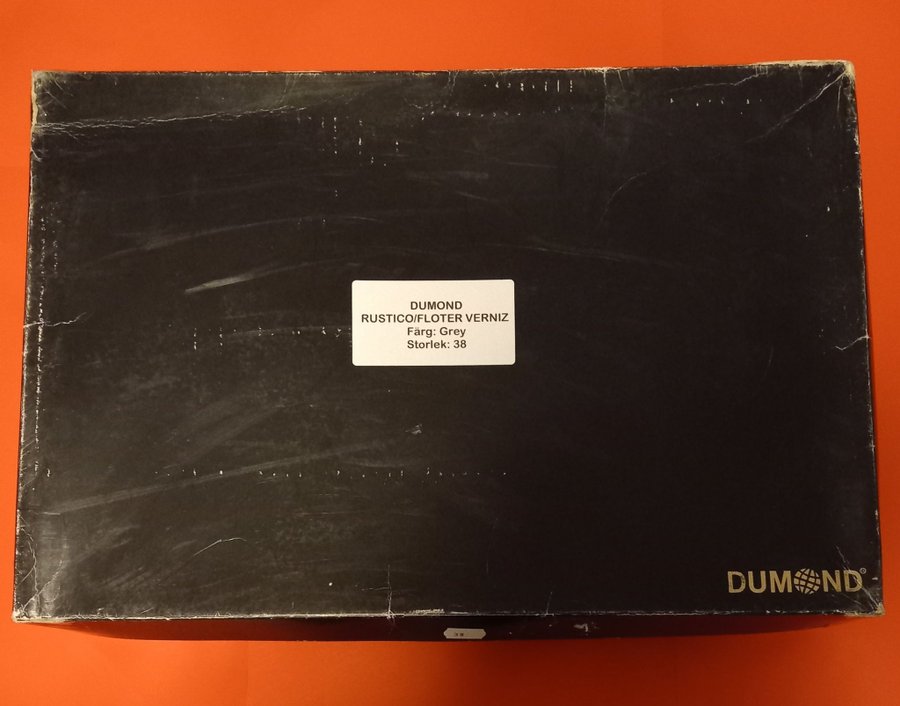 DUMOND
RUSTICO/FLOTER VERNIZ
Färg: Grey
Storlek: 38
DUMOND®
38